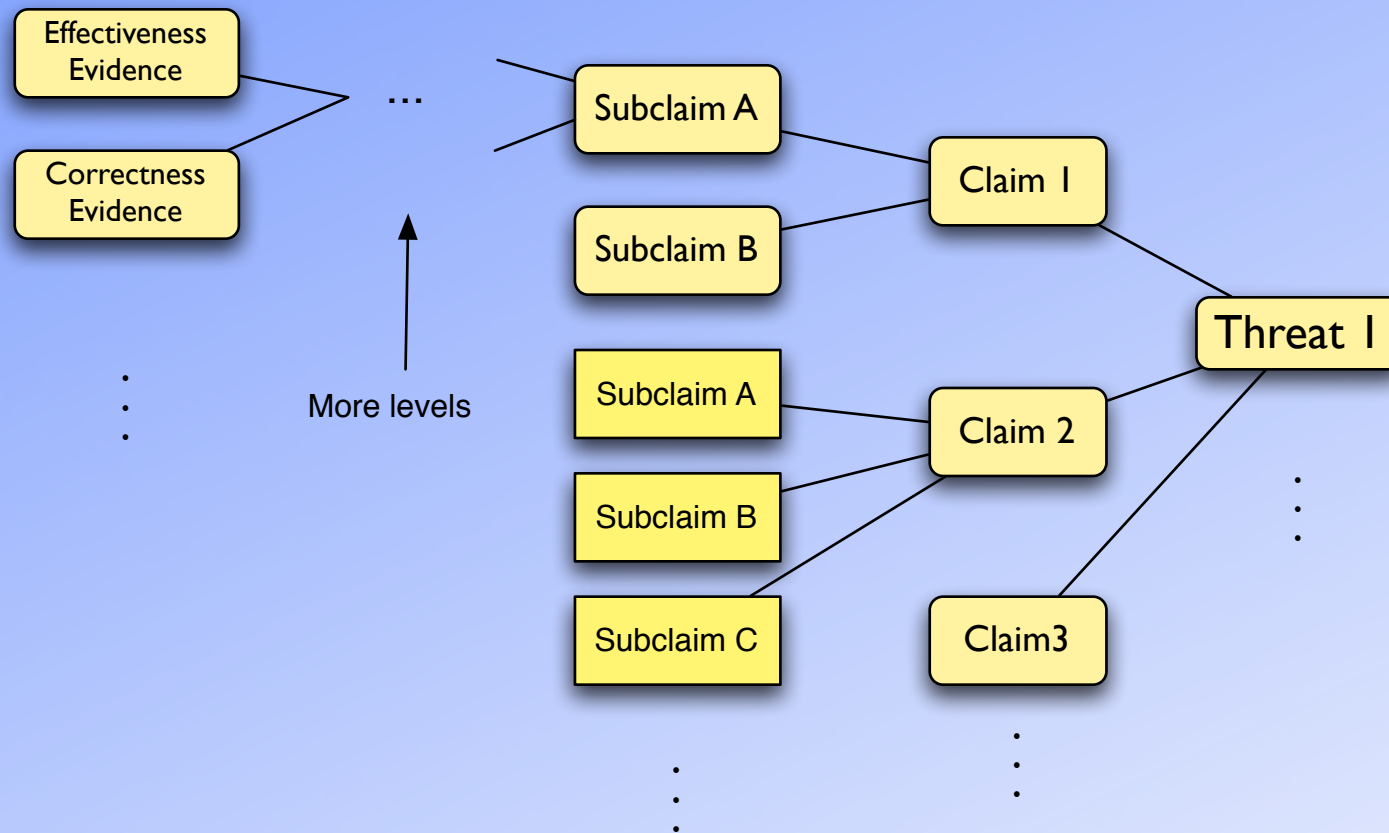 Effectiveness
Evidence
Correctness
Evidence
...
More levels
Subclaim A
Subclaim B
Subclaim A
Subclaim B
Subclaim C
Claim 1
Claim 2
Claim3
Threat 1